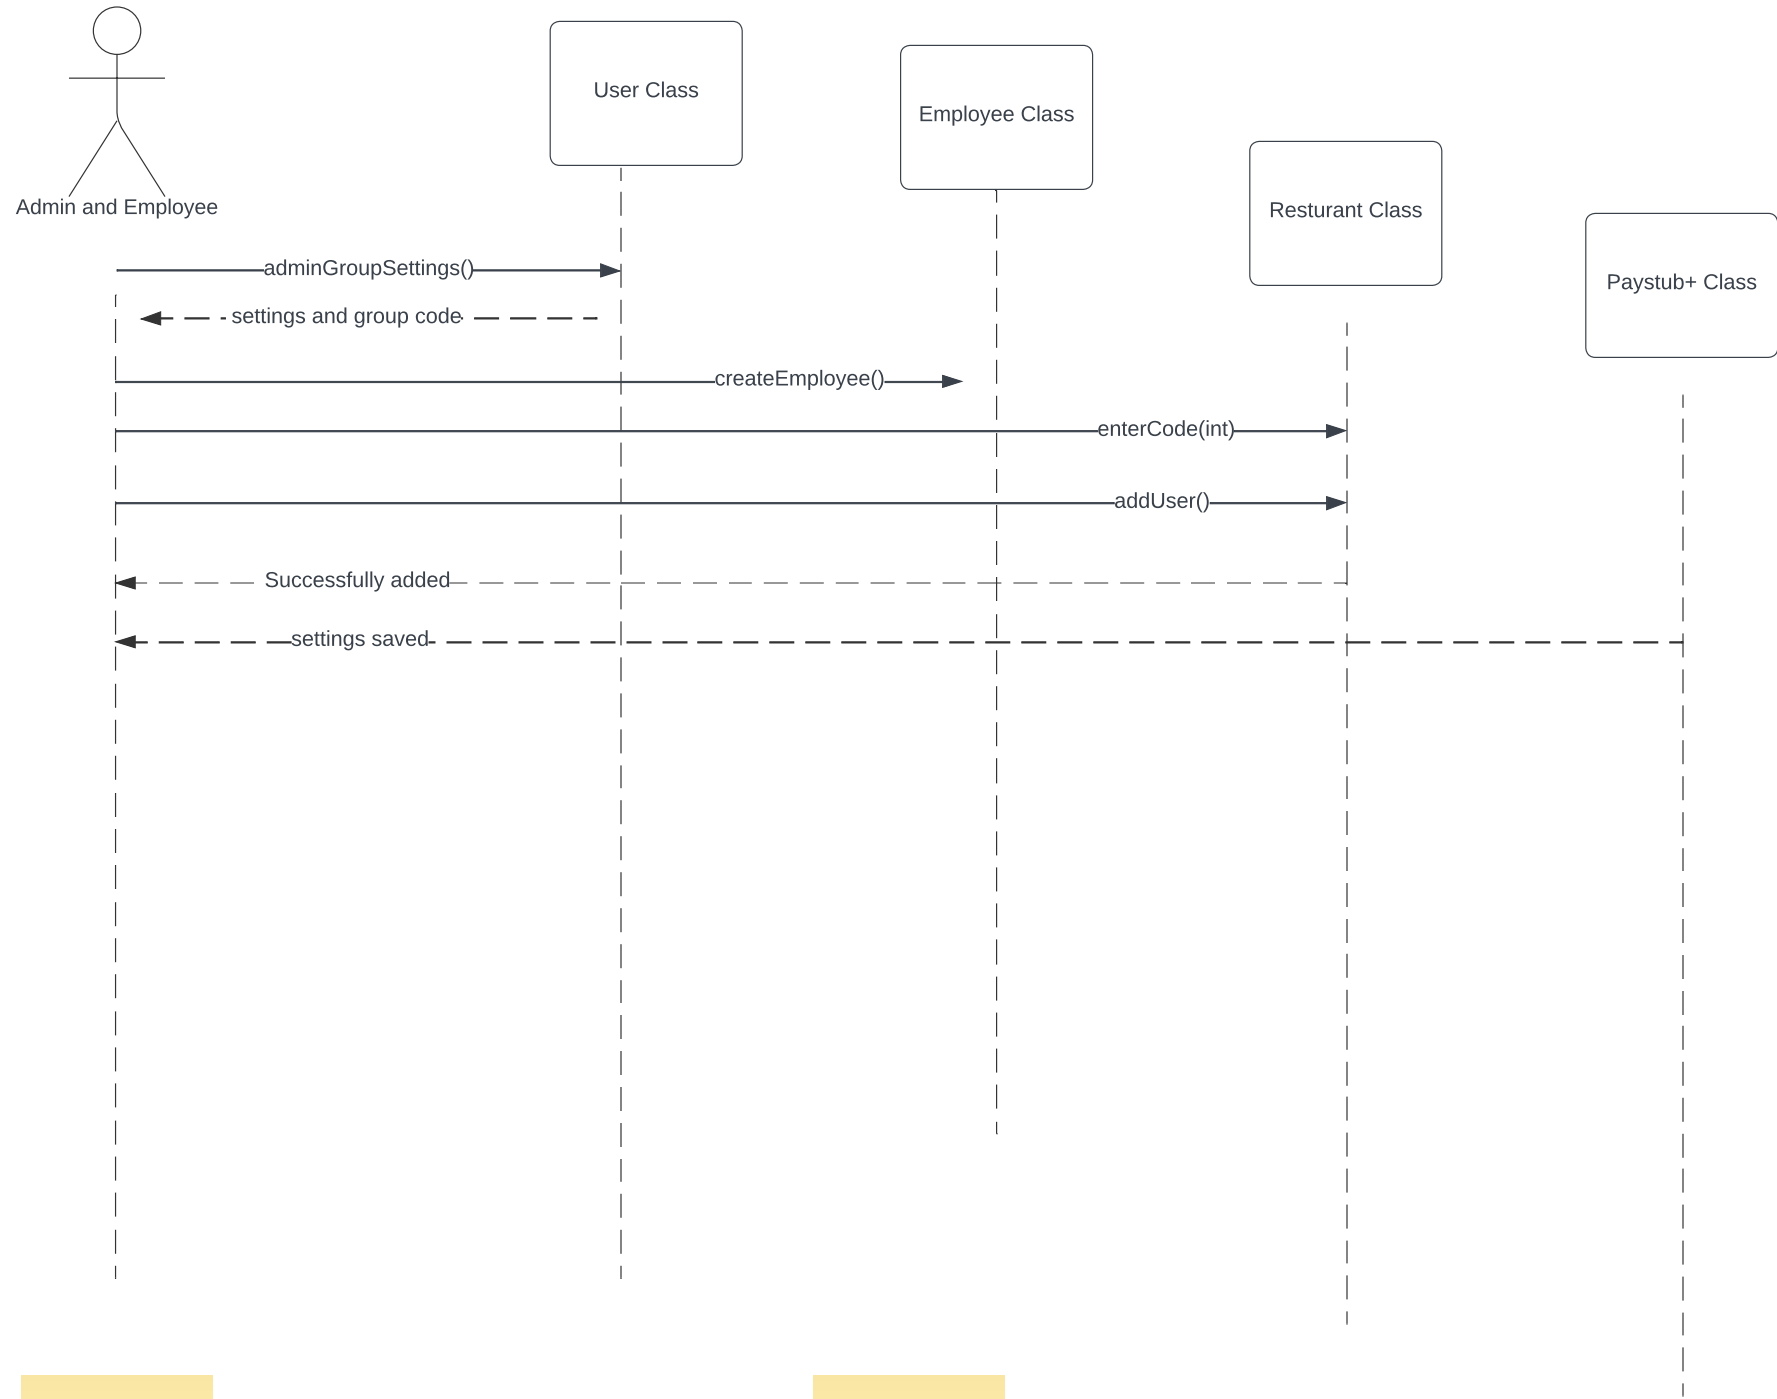 User Class
Employee Class
Admin and Employee
Resturant Class
Paystub+ Class
adminGroupSettings()
settings and group code
createEmployee()
enterCode(int)
addUser()
Successfully added
settings saved